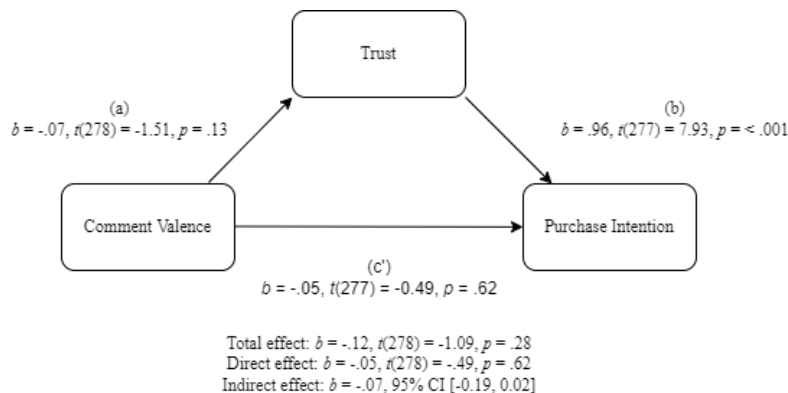 Trust
(a)
b = -.07, t(278) = -1.51, p = .13
(b)
b = .96, t(277) = 7.93, p = < .001
Comment Valence
Purchase Intention
(c')
b = -.05, t(277) = -0.49, p = .62
Total effect: b = -.12, t(278) = -1.09, p = .28
Direct effect: b = -.05, t(278) = -.49, p = .62
Indirect effect: b = -.07, 95% CI [-0.19, 0.02]